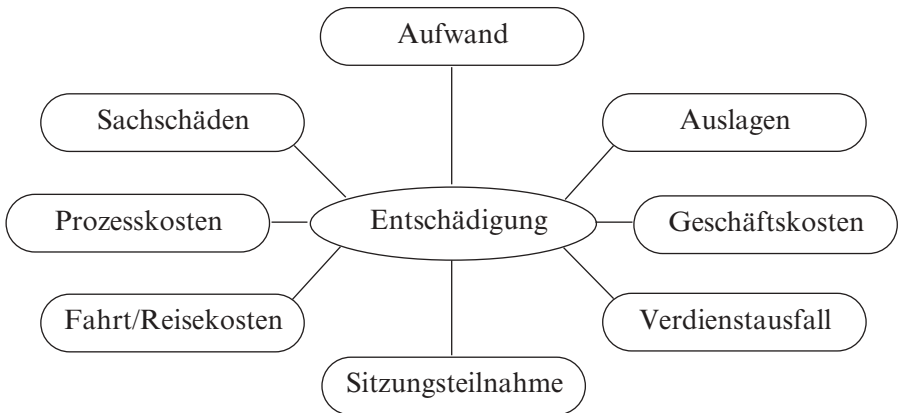 Aufwand
Sachschäden
Auslagen
Prozesskosten
Entschädigung
Geschäftskosten
Fahrt/Reisekosten
Verdienstausfall
Sitzungsteilnahme